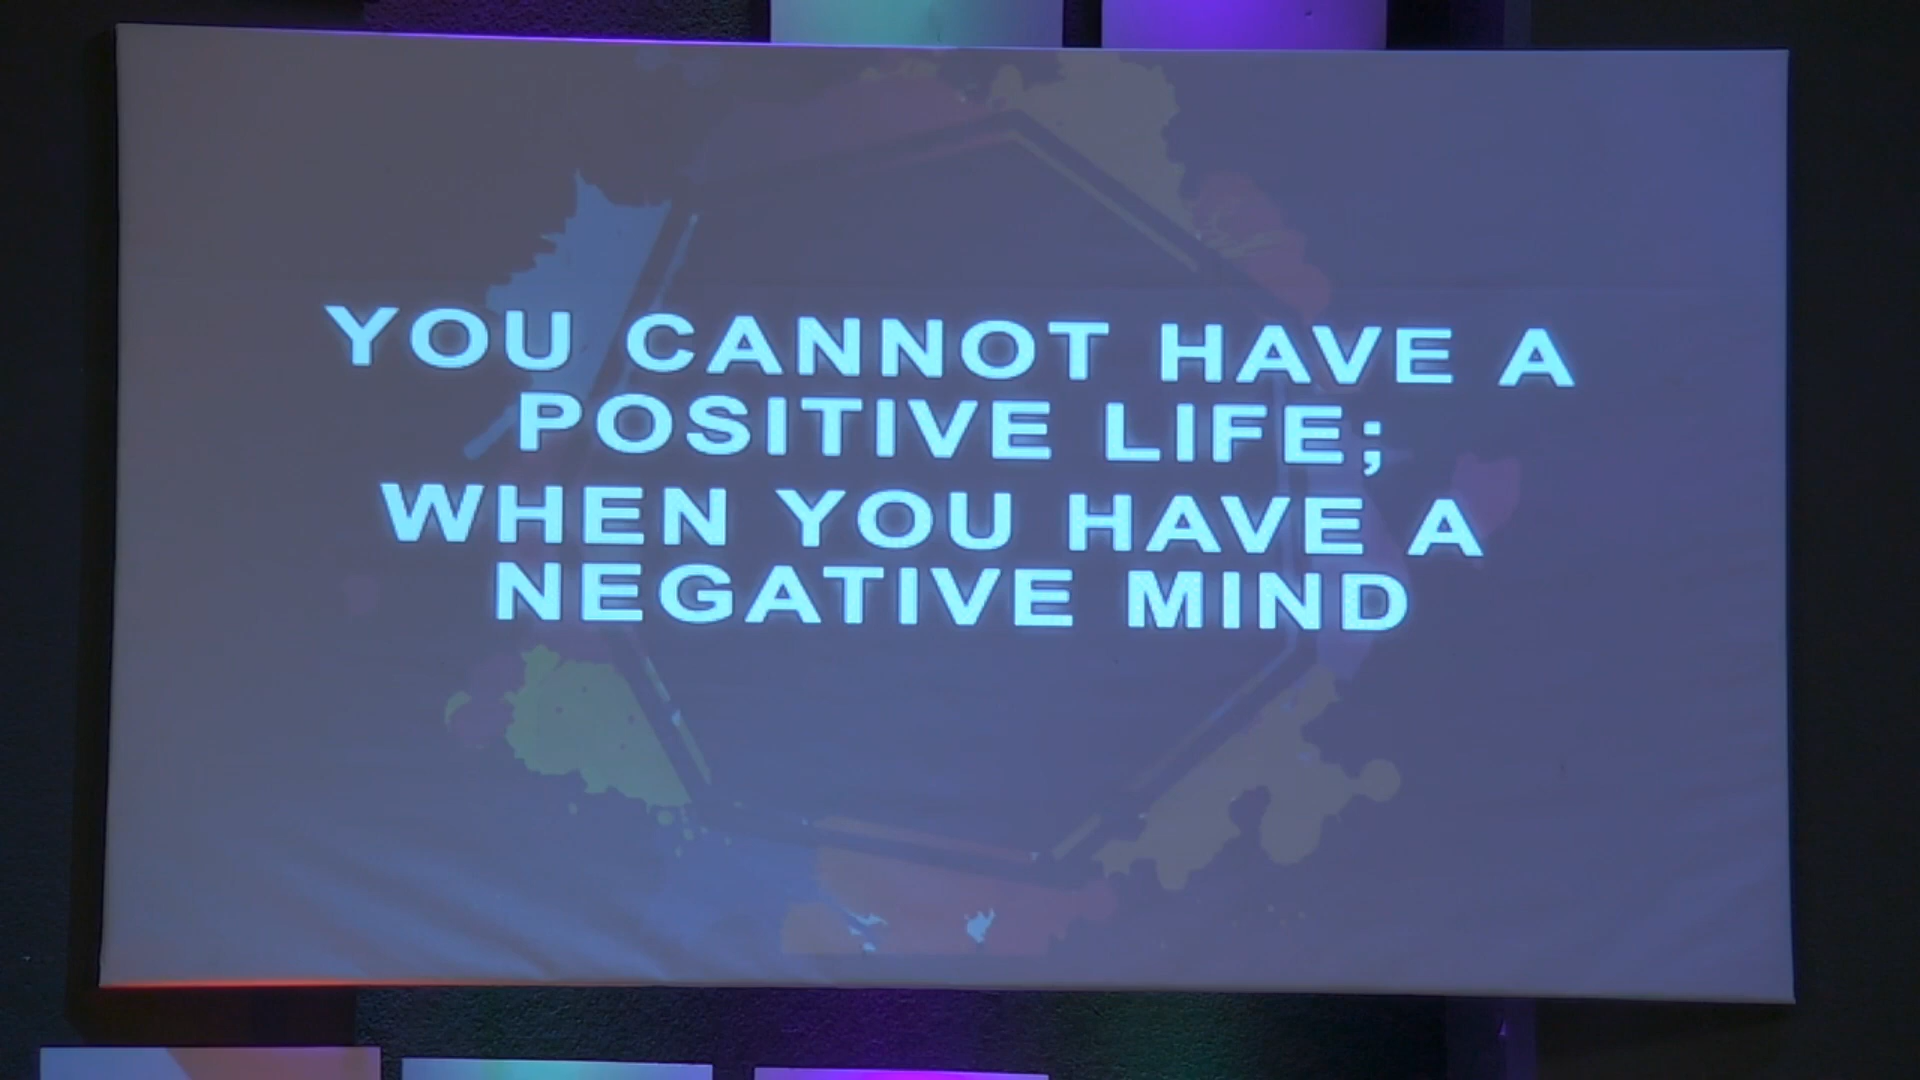 YOU CANNOT HAVE A
POSITIVE LIFE;
WHEN YOU HAVE A
NEGATIVE MIND